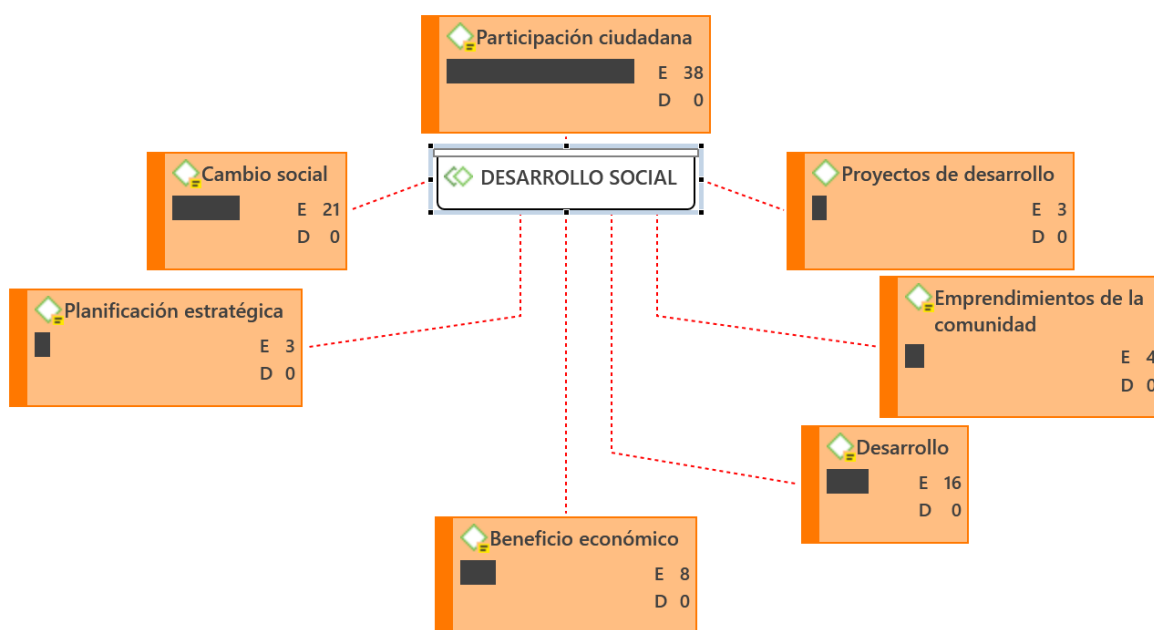 Participación ciudadana
E 38
D 0
DESARROLLO SOCIAL
Cambio social
E 21
D 0
Proyectos de desarrollo
E 3
D 0
Planificación estratégica
E 3
D 0
Emprendimientos de la
comunidad
E 4
D 0
Desarrollo
E 16
D 0
Beneficio económico
E 8
D 0